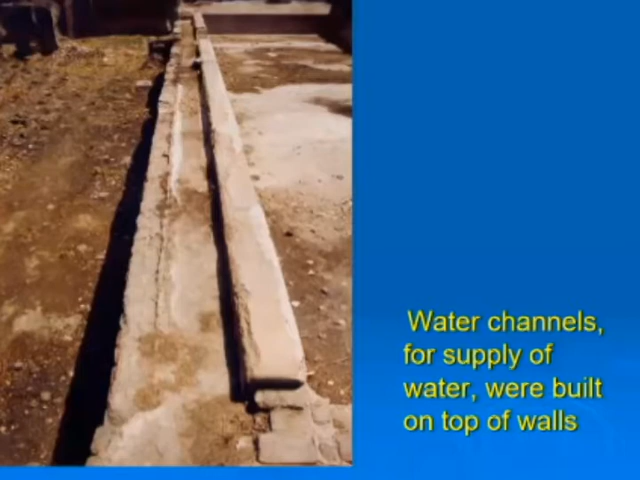 Water channels,
for supply of
water, were built
on top of walls